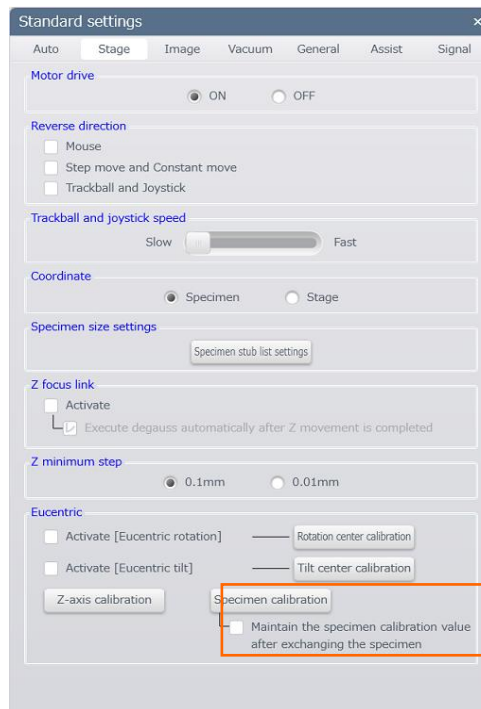 Standard settings ×
Auto Stage Image Vacuum General Assist Signal
Motor drive
ON OFF
Reverse direction
Mouse
Step move and Constant move
Trackball and Joystick
Trackball and joystick speed
Slow Fast
Coordinate
Specimen Stage
Specimen size settings
Specimen stub list settings
Z focus link
Activate
Execute degauss automatically after Z movement is completed
Z minimum step
0.1mm 0.01mm
Eucentric
Activate [Eucentric rotation] Rotation center calibration
Activate [Eucentric tilt] Tilt center calibration
Z-axis calibration Specimen calibration
Maintain the specimen calibration value
after exchanging the specimen